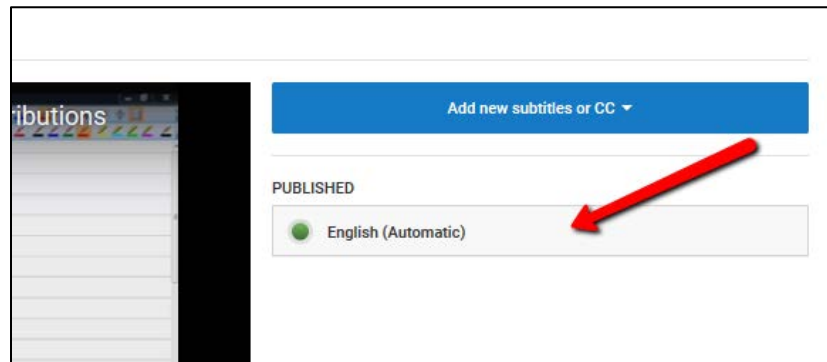 ributions
Add new subtitles or CC
PUBLISHED
English (Automatic)